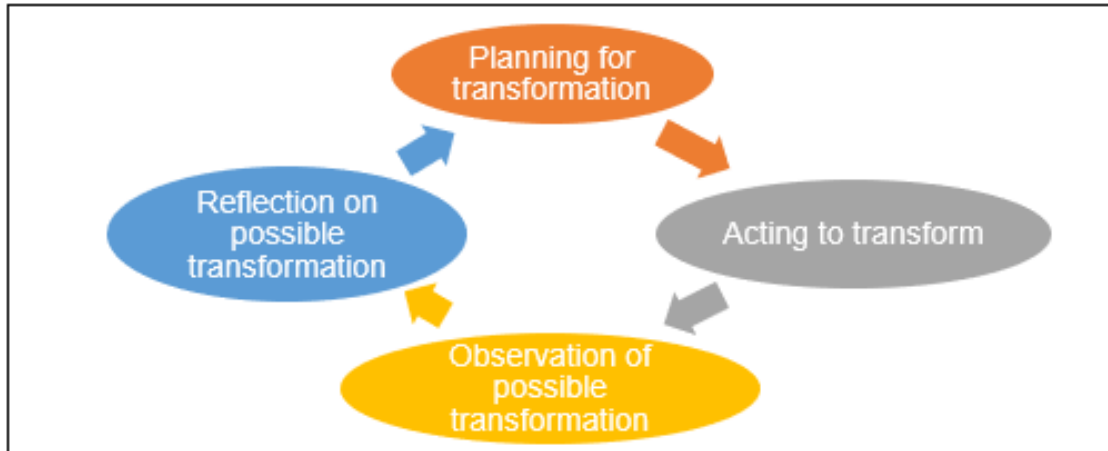 Planning for
transformation
Acting to transform
Observation of
possible
transformation
Reflection on
possible
transformation